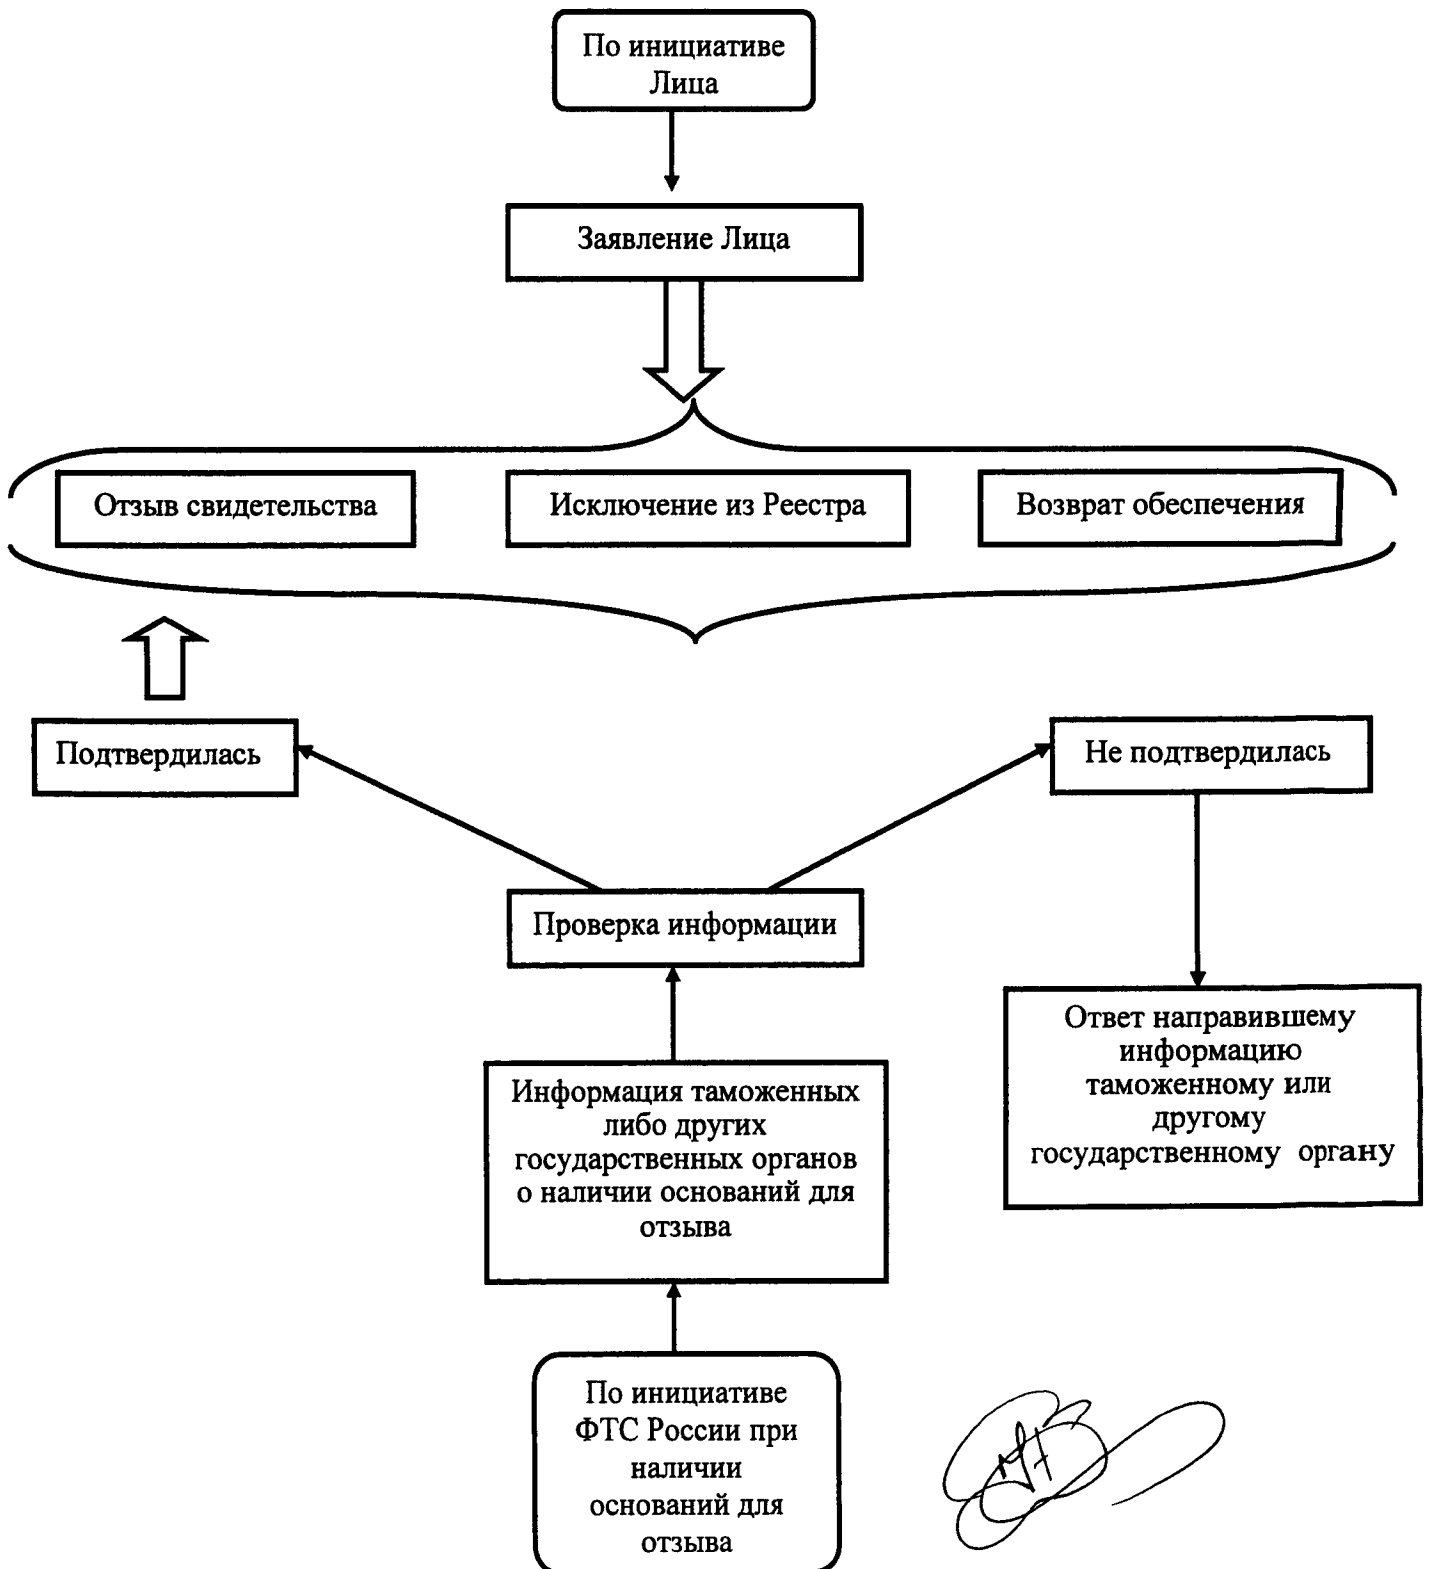 По инициативе
Лица
Заявление Лица
Отзыв свидетельства
Исключение из Реестра
Возврат обеспечения
Подтвердилась
Не подтвердилась
Проверка информации
Ответ направившему
информацию
таможенному или
другому
государственному органу
Информация таможенных
либо других
государственных органов
о наличии оснований для
отзыва
По инициативе
ФТС России при
наличии
оснований для
отзыва